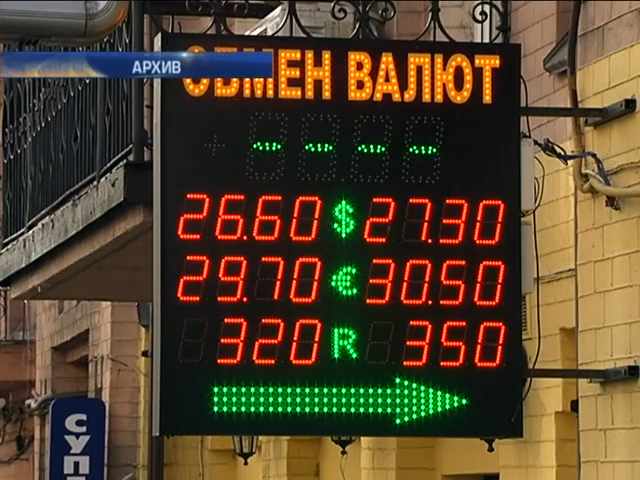 АРХИВ
ОБМЕН ВАЛЮТ
- - - -
26.60 $ 27.30
29.70 € 30.50
320 R 350
СУП